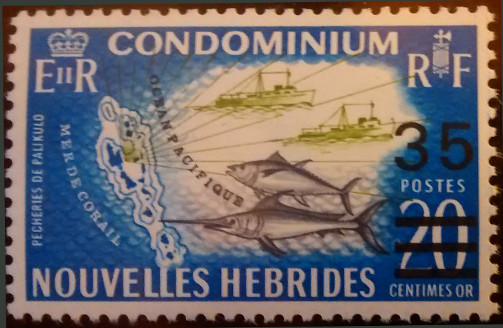 CONDOMINIUM
EIIR
RF
OCEAN PACIFIQUE
MER DE CORAIL
PECHERIES DE PALIKULO
35
POSTES
20
NOUVELLES HEBRIDES
CENTIMES OR